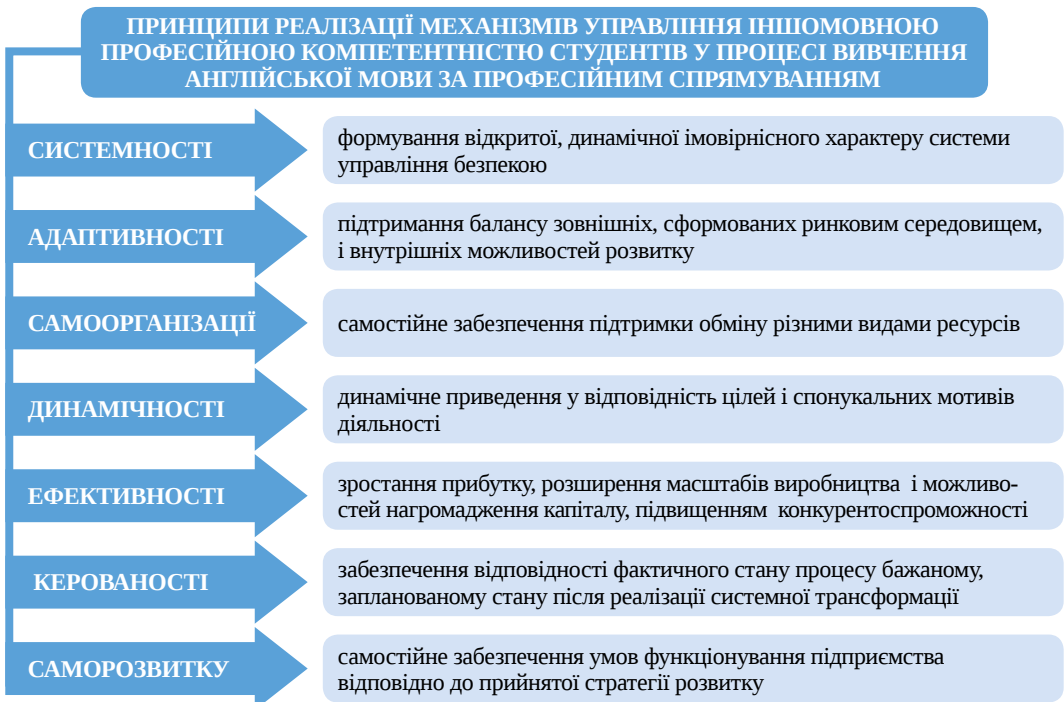 ПРИНЦИПИ РЕАЛІЗАЦІЇ МЕХАНІЗМІВ УПРАВЛІННЯ ІНШОМОВНОЮ
ПРОФЕСІЙНОЮ КОМПЕТЕНТНІСТЮ СТУДЕНТІВ У ПРОЦЕСІ ВИВЧЕННЯ
АНГЛІЙСЬКОЇ МОВИ ЗА ПРОФЕСІЙНИМ СПРЯМУВАННЯМ
СИСТЕМНОСТІ
формування відкритої, динамічної імовірнісного характеру системи
управління безпекою
АДАПТИВНОСТІ
підтримання балансу зовнішніх, сформованих ринковим середовищем,
і внутрішніх можливостей розвитку
САМООРГАНІЗАЦІЇ
самостійне забезпечення підтримки обміну різними видами ресурсів
ДИНАМІЧНОСТІ
динамічне приведення у відповідність цілей і спонукальних мотивів
діяльності
ЕФЕКТИВНОСТІ
зростання прибутку, розширення масштабів виробництва  і можливо-
стей нагромадження капіталу, підвищенням  конкурентоспроможності
КЕРОВАНОСТІ
забезпечення відповідності фактичного стану процесу бажаному,
запланованому стану після реалізації системної трансформації
САМОРОЗВИТКУ
самостійне забезпечення умов функціонування підприємства
відповідно до прийнятої стратегії розвитку